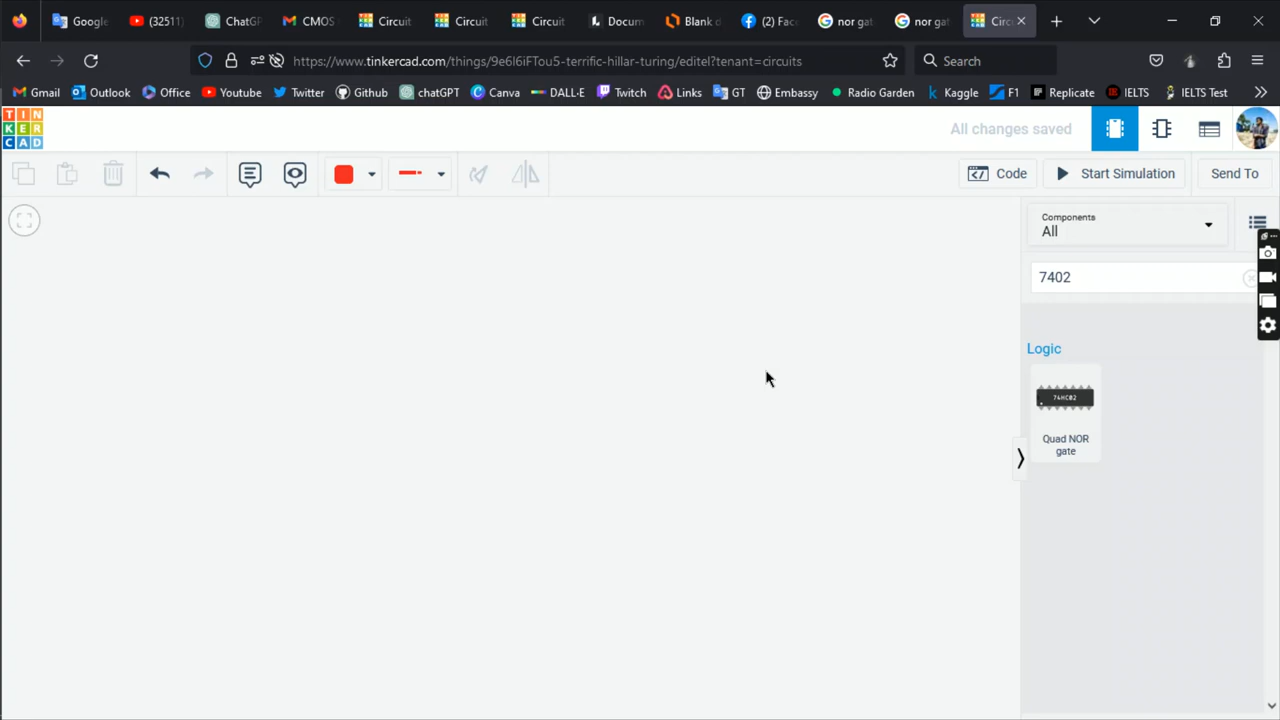 Google
(32511)
ChatGP
CMOS
Circuit
Circuit
Circuit
Docum
Blank d
(2) Fac
nor gat
nor gat
Circ
https://www.tinkercad.com/things/9e6l6iFTou5-terrific-hillar-turing/editel?tenant=circuits
Search
Gmail
Outlook
Office
Youtube
Twitter
Github
chatGPT
Canva
DALL-E
Twitch
Links
GT
Embassy
Radio Garden
Kaggle
F1
Replicate
IELTS
IELTS Test
TIN
KER
CAD
All changes saved
Code
Start Simulation
Send To
Components
All
7402
Logic
74HC02
Quad NOR
gate